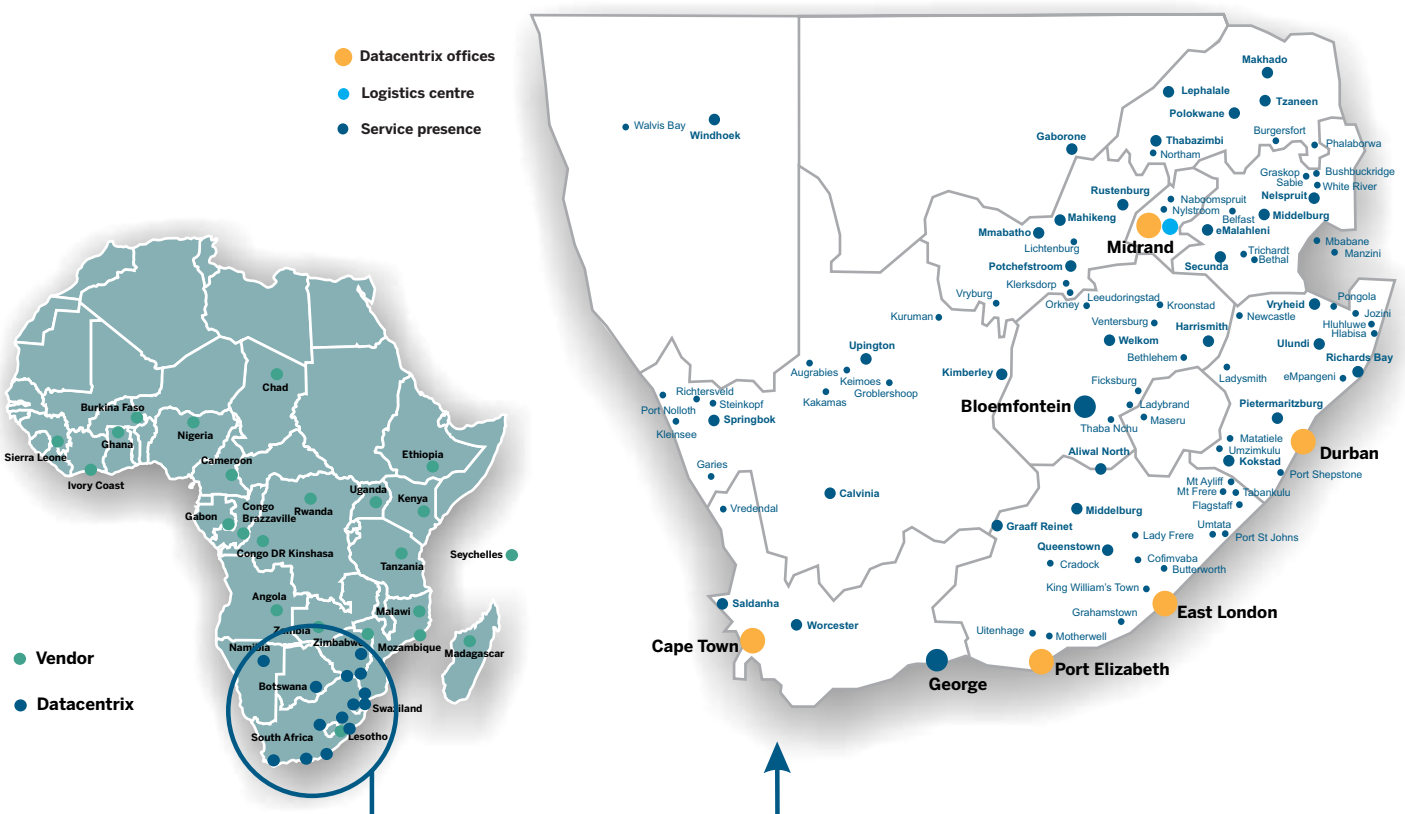 Datacentrix offices
Logistics centre
Service presence
Chad
Burkina Faso
Nigeria
Ghana
Sierra Leone
Ivory Coast
Cameroon
Ethiopia
Uganda
Kenya
Rwanda
Gabon
Congo
Brazzaville
Congo DR Kinshasa
Seychelles
Tanzania
Angola
Malawi
Zambia
Zimbabwe
Mozambique
Madagascar
Namibia
Botswana
Swaziland
South Africa
Lesotho
Vendor
Datacentrix
Makhado
Lephalale
Tzaneen
Polokwane
Walvis Bay
Windhoek
Gaborone
Thabazimbi
Northam
Burgersfort
Phalaborwa
Graskop
Bushbuckridge
Sabie
White River
Rustenburg
Naboomspruit
Nelspruit
Nylstroom
Belfast
Middelburg
Mahikeng
eMalahleni
Mmabatho
Lichtenburg
Midrand
Mbabane
Manzini
Trichardt
Bethal
Secunda
Potchefstroom
Klerksdorp
Vryburg
Orkney
Leeudoringstad
Kroonstad
Vryheid
Pongola
Newcastle
Jozini
Hluhluwe
Hlabisa
Kuruman
Ventersburg
Harrismith
Welkom
Ulundi
Upington
Bethlehem
Richards Bay
Augrabies
Keimoes
Groblershoop
Kakamas
Kimberley
Ficksburg
Ladysmith
eMpangeni
Richtersveld
Port Nolloth
Steinkopf
Springbok
Kleinsee
Bloemfontein
Ladybrand
Maseru
Thaba Nchu
Pietermaritzburg
Matatiele
Umzimkulu
Durban
Kokstad
Port Shepstone
Garies
Aliwal North
Calvinia
Mt Ayliff
Mt Frere
Tabankulu
Flagstaff
Vredendal
Middelburg
Graaff Reinet
Umtata
Lady Frere
Port St Johns
Queenstown
Cradock
Cofimvaba
Butterworth
King William's Town
Saldanha
Worcester
Grahamstown
East London
Uitenhage
Motherwell
Cape Town
Port Elizabeth
George